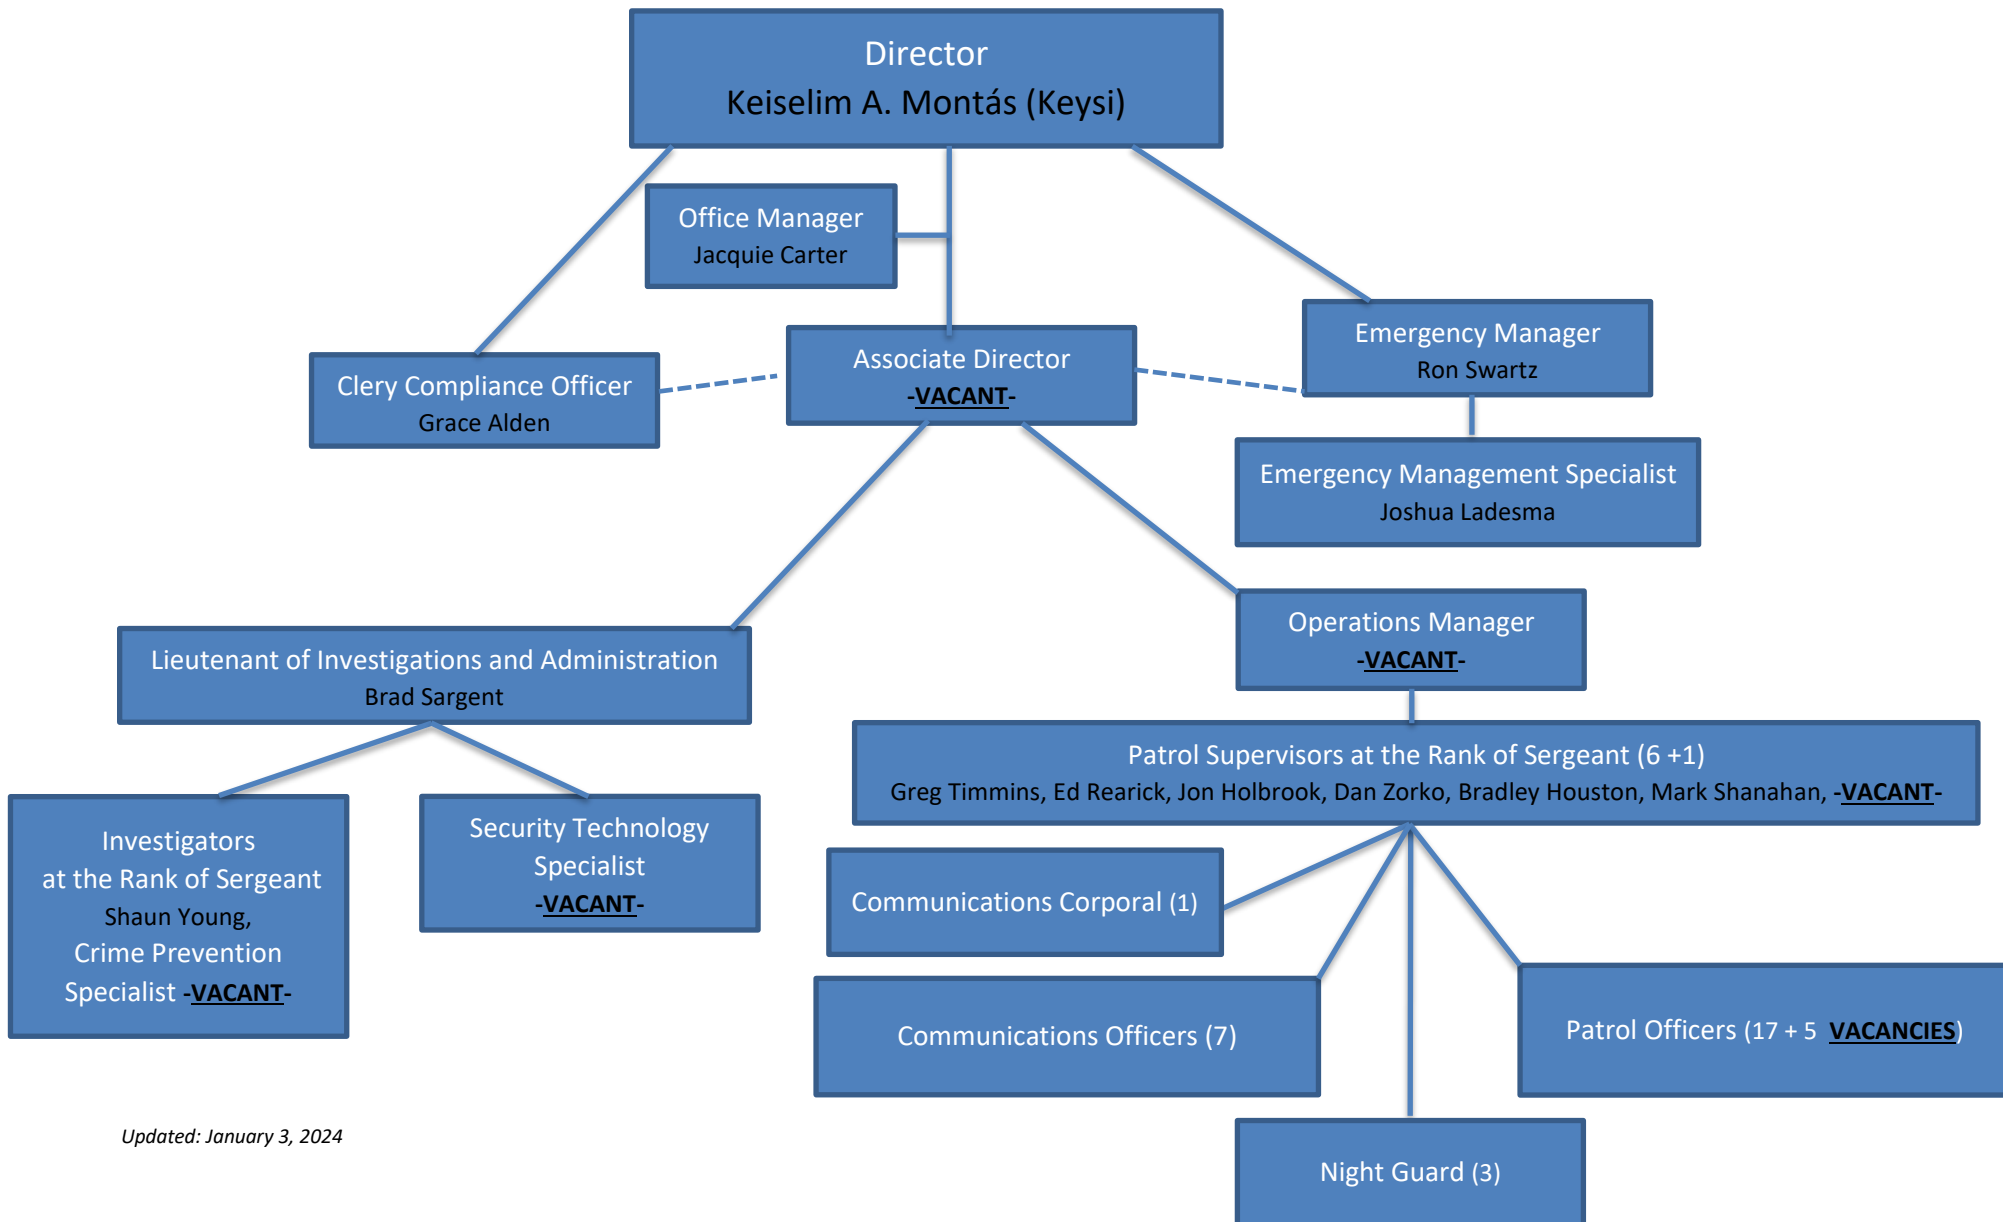 Director
Keiselim A. Montás (Keysi)
Office Manager
Jacquie Carter
Clery Compliance Officer
Grace Alden
Associate Director
-VACANT-
Emergency Manager
Ron Swartz
Emergency Management Specialist
Joshua Ladesma
Lieutenant of Investigations and Administration
Brad Sargent
Operations Manager
-VACANT-
Investigators
at the Rank of Sergeant
Shaun Young,
Crime Prevention
Specialist -VACANT-
Security Technology
Specialist
-VACANT-
Patrol Supervisors at the Rank of Sergeant (6 +1)
Greg Timmins, Ed Rearick, Jon Holbrook, Dan Zorko, Bradley Houston, Mark Shanahan, -VACANT-
Communications Corporal (1)
Communications Officers (7)
Patrol Officers (17 + 5 VACANCIES)
Night Guard (3)
Updated: January 3, 2024